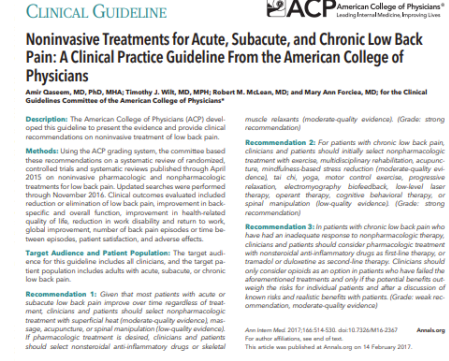 CLINICAL GUIDELINE
ACP American College of Physicians®
Leading Internal Medicine, Improving Lives
Noninvasive Treatments for Acute, Subacute, and Chronic Low Back
Pain: A Clinical Practice Guideline From the American College of
Physicians
Amir Qaseem, MD, PhD, MHA; Timothy J. Wilt, MD, MPH; Robert M. McLean, MD; and Mary Ann Forciea, MD; for the Clinical
Guidelines Committee of the American College of Physicians*
Description: The American College of Physicians (ACP) devel-
oped this guideline to present the evidence and provide clinical
recommendations on noninvasive treatment of low back pain.
Methods: Using the ACP grading system, the committee based
these recommendations on a systematic review of randomized,
controlled trials and systematic reviews published through April
2015 on noninvasive pharmacologic and nonpharmacologic
treatments for low back pain. Updated searches were performed
through November 2016. Clinical outcomes evaluated included
reduction or elimination of low back pain, improvement in back-
specific and overall function, improvement in health-related
quality of life, reduction in work disability and return to work,
global improvement, number of back pain episodes or time be-
tween episodes, patient satisfaction, and adverse effects.
Target Audience and Patient Population: The target audi-
ence for this guideline includes all clinicians, and the target pa-
tient population includes adults with acute, subacute, or chronic
low back pain.
Recommendation 1: Given that most patients with acute or
subacute low back pain improve over time regardless of treat-
ment, clinicians and patients should select nonpharmacologic
treatment with superficial heat (moderate-quality evidence), mas-
sage, acupuncture, or spinal manipulation (low-quality evidence).
If pharmacologic treatment is desired, clinicians and patients
should select nonsteroidal anti-inflammatory drugs or skeletal
muscle relaxants (moderate-quality evidence). (Grade: strong
recommendation)
Recommendation 2: For patients with chronic low back pain,
clinicians and patients should initially select nonpharmacologic
treatment with exercise, multidisciplinary rehabilitation, acupunc-
ture, mindfulness-based stress reduction (moderate-quality evi-
dence), tai chi, yoga, motor control exercise, progressive
relaxation, electromyography biofeedback, low-level laser
therapy, operant therapy, cognitive behavioral therapy, or
spinal manipulation (low-quality evidence). (Grade: strong
recommendation)
Recommendation 3: In patients with chronic low back pain who
have had an inadequate response to nonpharmacologic therapy,
clinicians and patients should consider pharmacologic treatment
with nonsteroidal anti-inflammatory drugs as first-line therapy, or
tramadol or duloxetine as second-line therapy. Clinicians should
only consider opioids as an option in patients who have failed the
aforementioned treatments and only if the potential benefits out-
weigh the risks for individual patients and after a discussion of
known risks and realistic benefits with patients. (Grade: weak rec-
ommendation, moderate-quality evidence)
Ann Intern Med. 2017;166:514-530. doi:10.7326/M16-2367
Annals.org
For author affiliations, see end of text.
This article was published at Annals.org on 14 February 2017.